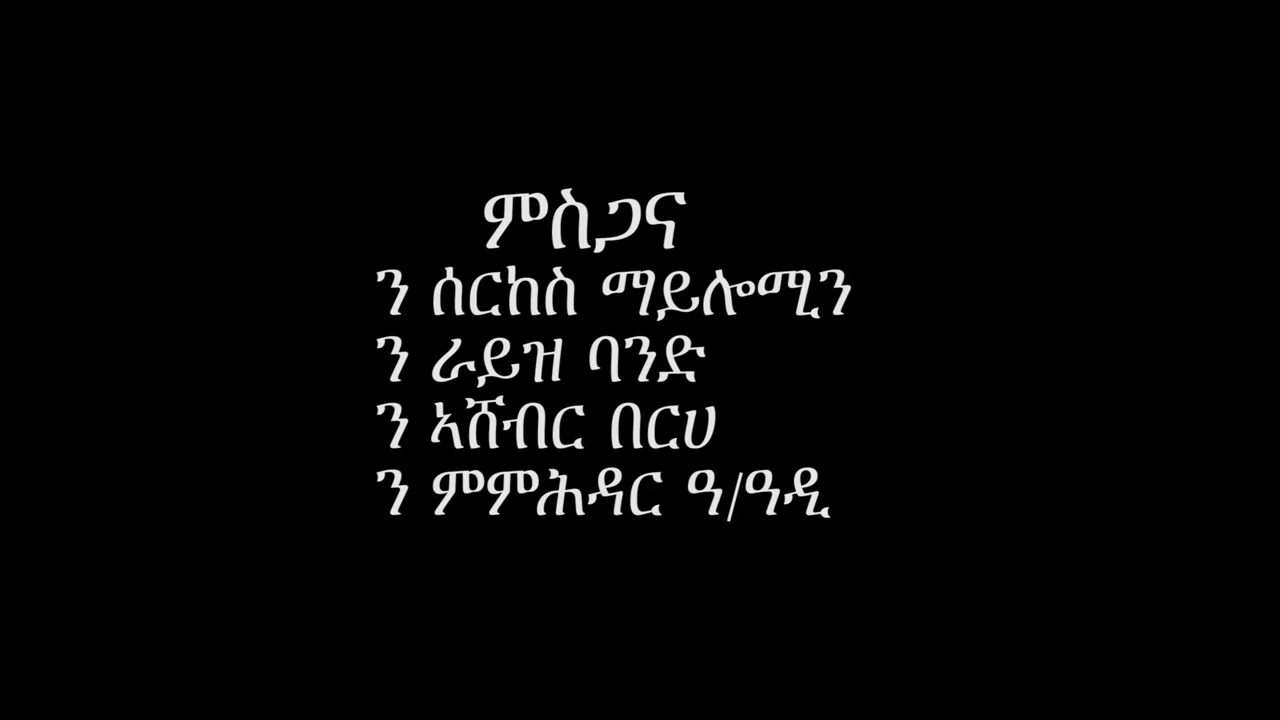 ምስጋና
ን ሰርከስ ማይሎሚን
ን ራይዝ ባንድ
ን ኣሸብር በርሀ
ን ምምሕዳር ዓ/ዓዲ